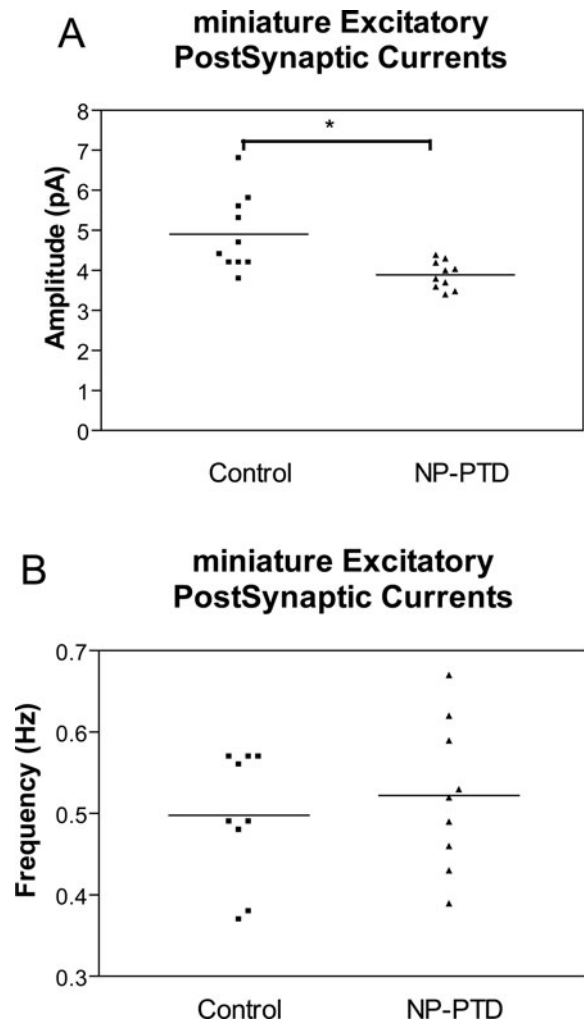 A
miniature Excitatory
PostSynaptic Currents
8
7
6
5
4
3
2
1
0
Amplitude (pA)
*
Control NP-PTD
B
miniature Excitatory
PostSynaptic Currents
0.7
0.6
0.5
0.4
0.3
Frequency (Hz)
Control NP-PTD